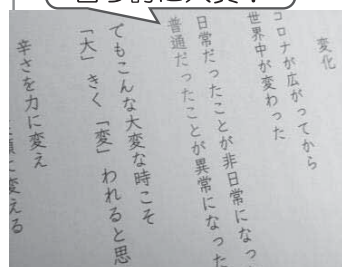 変化
コロナが広がってから
世界中が変わった
日常だったことが非日常になっ
普通だったことが異常になった
でもこんな大変な時こそ
「大」きく「変」われると思
辛さを力に変え
に変える